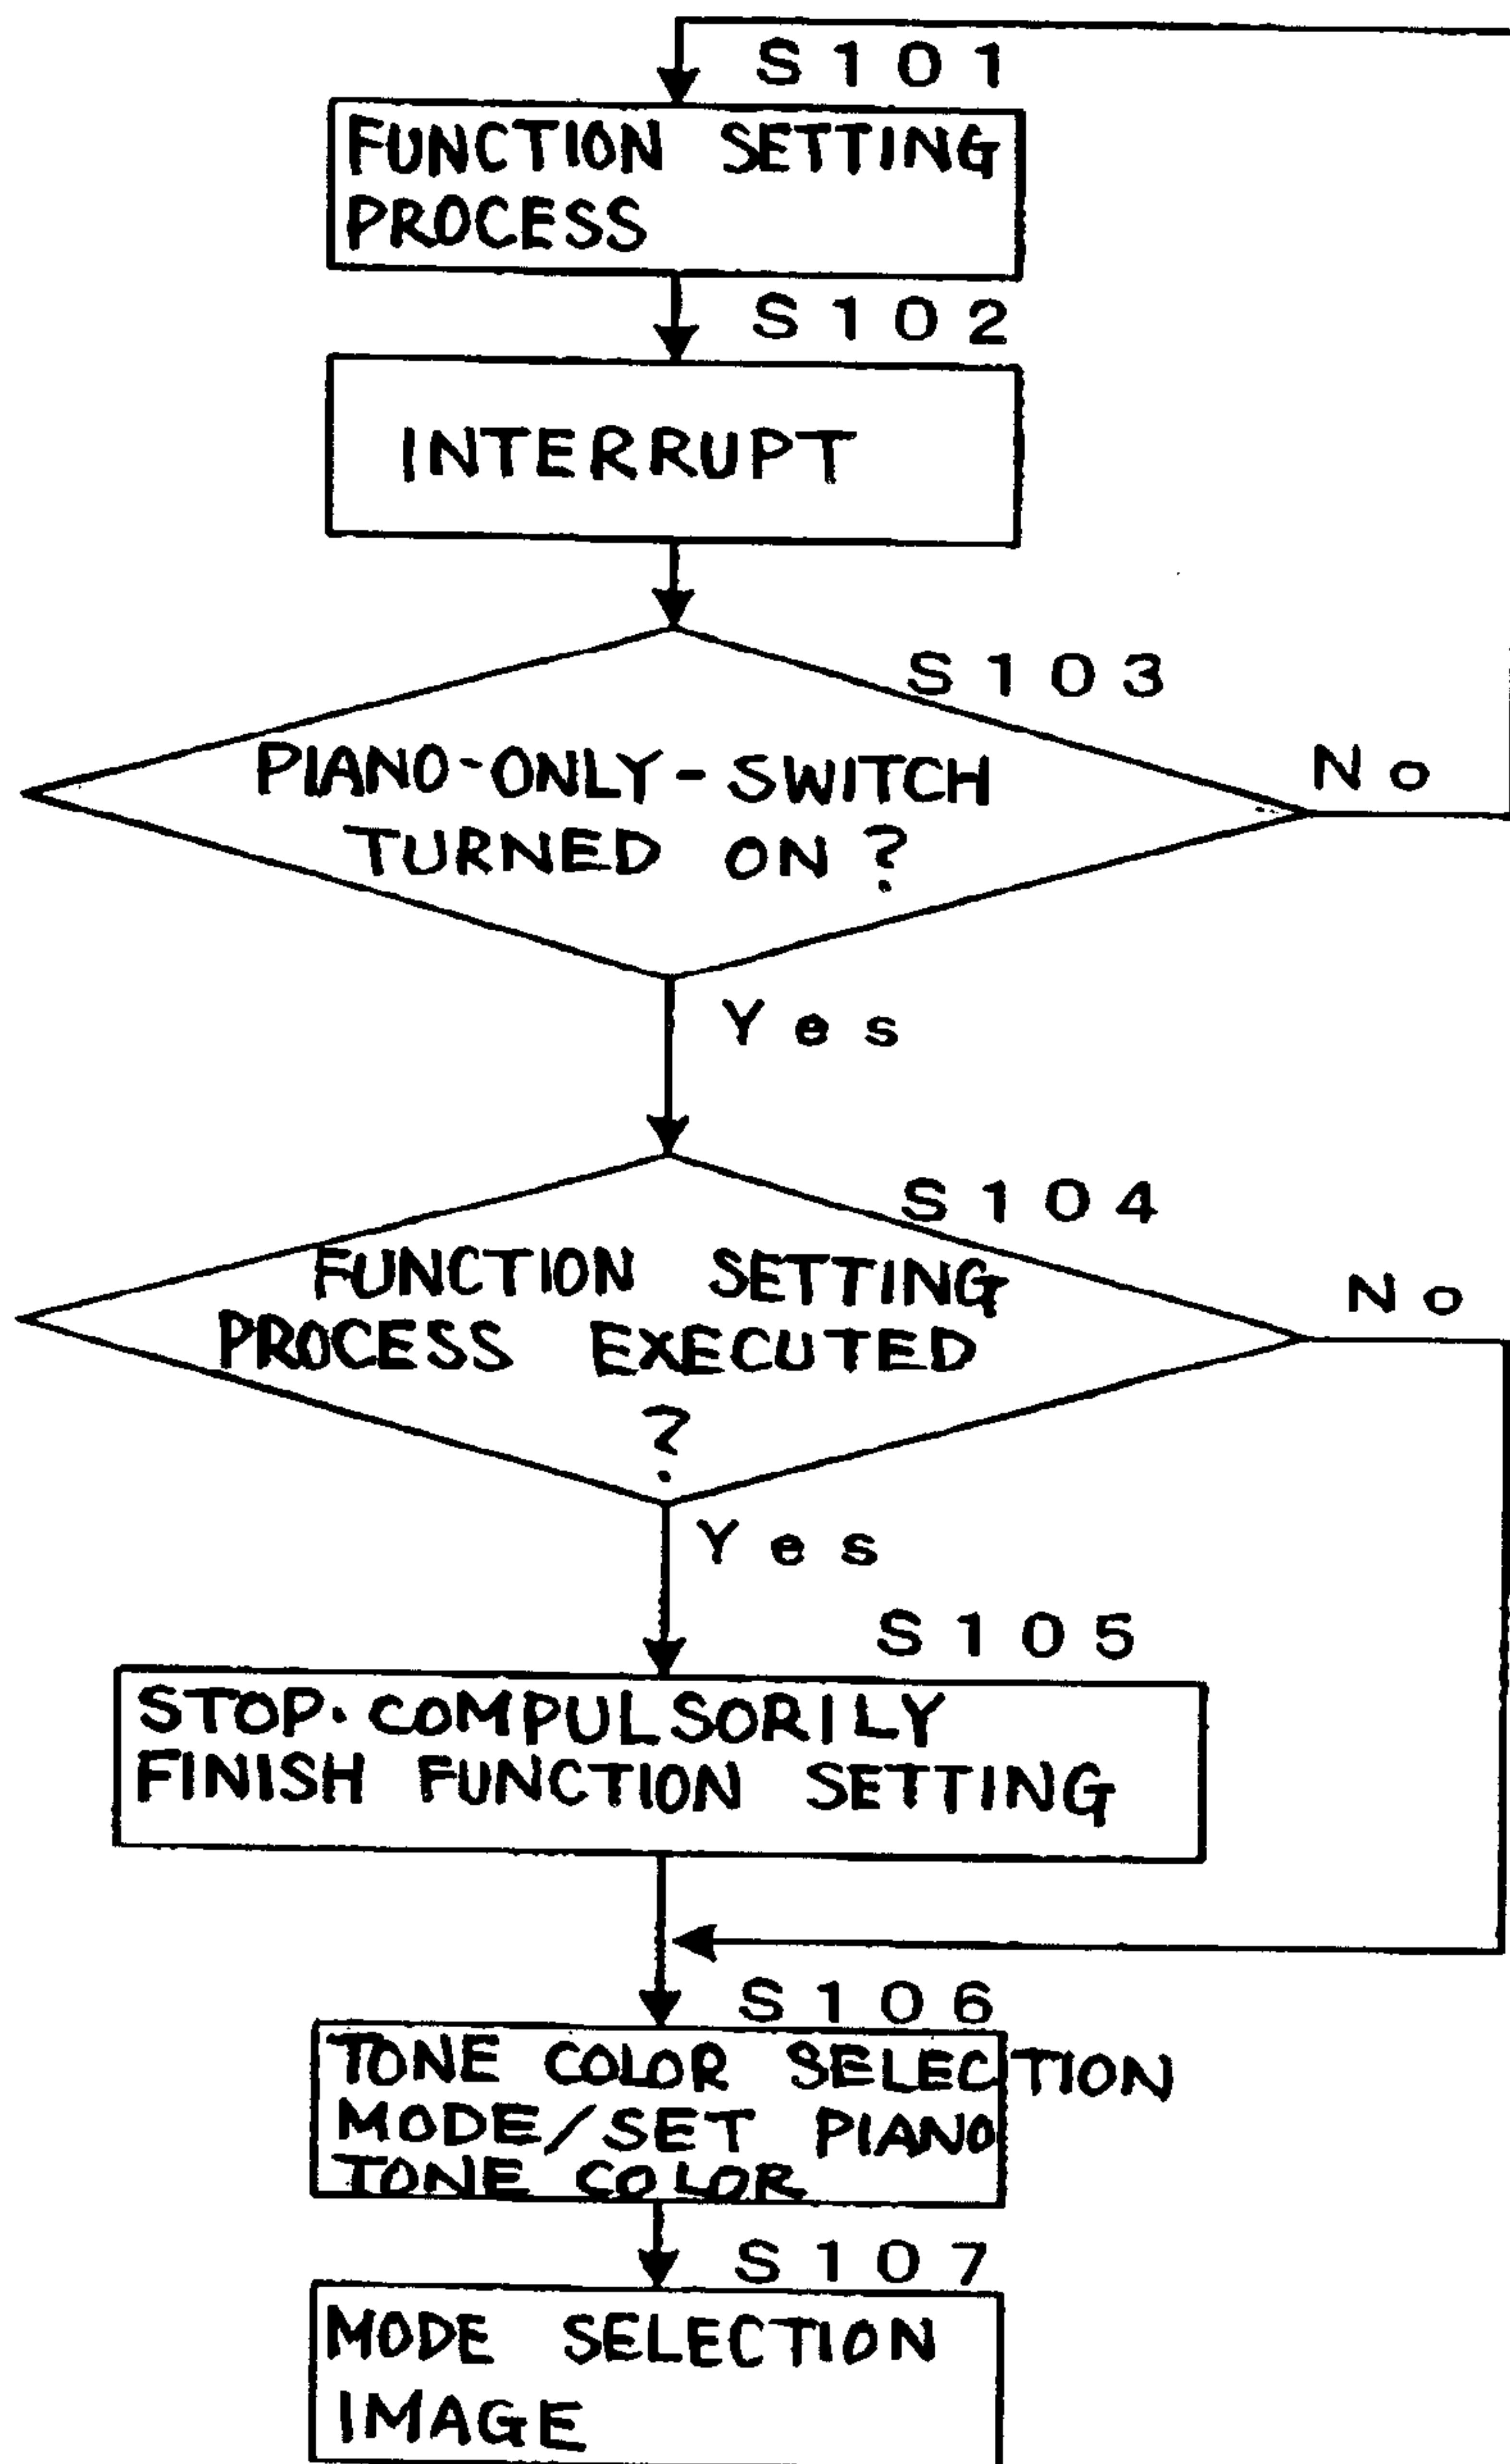 S101
FUNCTION SETTING
PROCESS
S102
INTERRUPT
S103
PIANO-ONLY-SWITCH
TURNED ON?
No
Yes
S104
FUNCTION SETTING
PROCESS EXECUTED
?
No
Yes
S105
STOP·COMPULSORILY
FINISH FUNCTION SETTING
S106
TONE COLOR SELECTION
MODE/SET PIANO
TONE COLOR
S107
MODE SELECTION
IMAGE